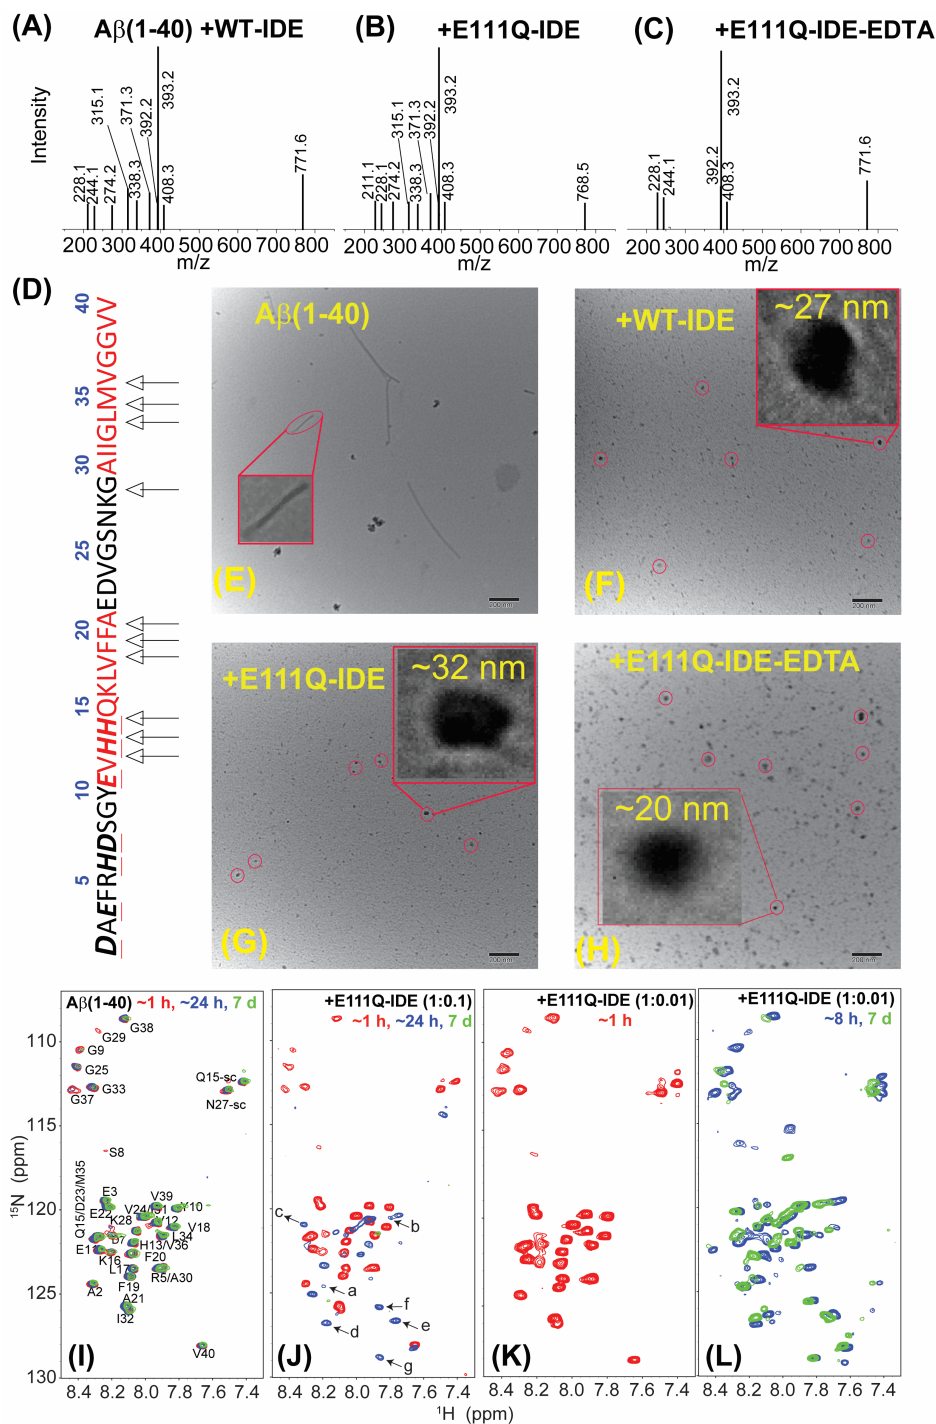 (A) Aβ(1-40) +WT-IDE
Intensity
228.1
244.1
274.2
315.1
338.3
371.3
392.2
393.2
408.3
771.6
200 300 400 500 600 700 800
m/z
(B) +E111Q-IDE
211.1
228.1
274.2
315.1
338.3
371.3
392.2
393.2
408.3
768.5
200 300 400 500 600 700 800
m/z
(C) +E111Q-IDE-EDTA
228.1
244.1
392.2
393.2
408.3
771.6
200 300 400 500 600 700 800
m/z
(D)
5 10 15 20 25 30 35 40
DAEFRHDSGYEVHHQKLVFFAEDVGSNKGAIIGLMVGGVV
Aβ(1-40)
(E)
200 nm
+WT-IDE
~27 nm
(F)
200 nm
+E111Q-IDE
~32 nm
(G)
200 nm
+E111Q-IDE-EDTA
~20 nm
(H)
200 nm
Aβ(1-40) ~1 h, ~24 h, 7 d
G38
G29
G9
G25
G33
G37
Q15-sc
N27-sc
S8
E3
V39
Y10
E22
V24/I31
V12
Q15/D23/M35
K28
D7
V18
L34
E11
H13/V36
K16
F20
L17
R5/A30
A2
F19
A21
I32
V40
(I)
110
115
120
125
130
¹⁵N (ppm)
8.4 8.2 8.0 7.8 7.6 7.4
+E111Q-IDE (1:0.1)
~1 h, ~24 h, 7 d
c
b
a
f
d
e
g
(J)
8.4 8.2 8.0 7.8 7.6 7.4
+E111Q-IDE (1:0.01)
~1 h
(K)
8.4 8.2 8.0 7.8 7.6 7.4
+E111Q-IDE (1:0.01)
~8 h, 7 d
(L)
8.4 8.2 8.0 7.8 7.6 7.4
¹H (ppm)